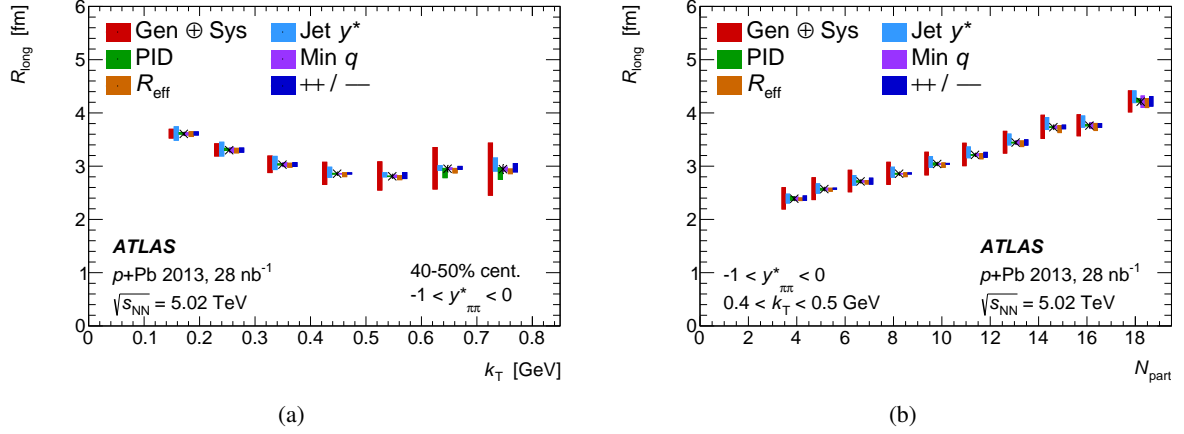 R_long [fm]
6
5
4
3
2
1
0
Gen ⊕ Sys
PID
R_eff
Jet y*
Min q
++ / —
ATLAS
p+Pb 2013, 28 nb⁻¹
√s_NN = 5.02 TeV
40-50% cent.
-1 < y*_ππ < 0
0 0.1 0.2 0.3 0.4 0.5 0.6 0.7 0.8
k_T [GeV]
(a)
R_long [fm]
6
5
4
3
2
1
0
Gen ⊕ Sys
PID
R_eff
Jet y*
Min q
++ / —
-1 < y*_ππ < 0
0.4 < k_T < 0.5 GeV
ATLAS
p+Pb 2013, 28 nb⁻¹
√s_NN = 5.02 TeV
0 2 4 6 8 10 12 14 16 18
N_part
(b)